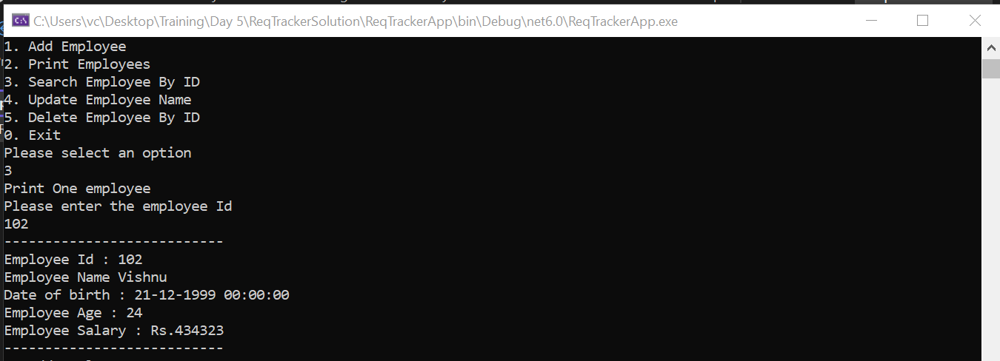 C:\Users\vc\Desktop\Training\Day 5\ReqTrackerSolution\ReqTrackerApp\bin\Debug\net6.0\ReqTrackerApp.exe
1. Add Employee
2. Print Employees
3. Search Employee By ID
4. Update Employee Name
5. Delete Employee By ID
0. Exit
Please select an option
3
Print One employee
Please enter the employee Id
102
---------------------------
Employee Id : 102
Employee Name Vishnu
Date of birth : 21-12-1999 00:00:00
Employee Age : 24
Employee Salary : Rs.434323
---------------------------